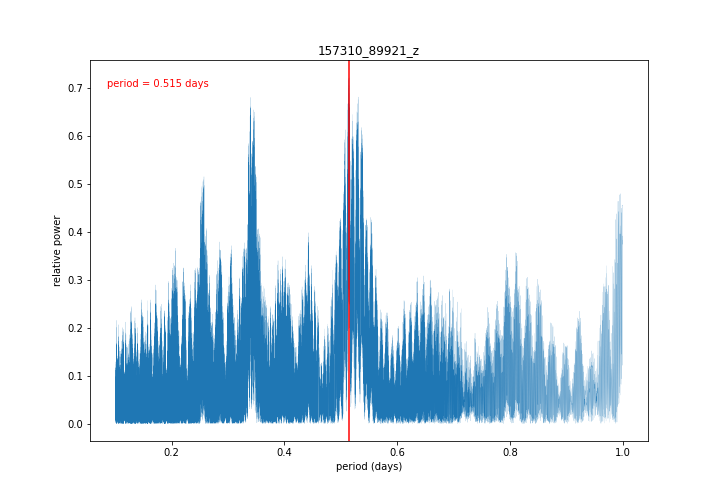 157310_89921_z
period = 0.515 days
relative power
0.7
0.6
0.5
0.4
0.3
0.2
0.1
0.0
0.2 0.4 0.6 0.8 1.0
period (days)